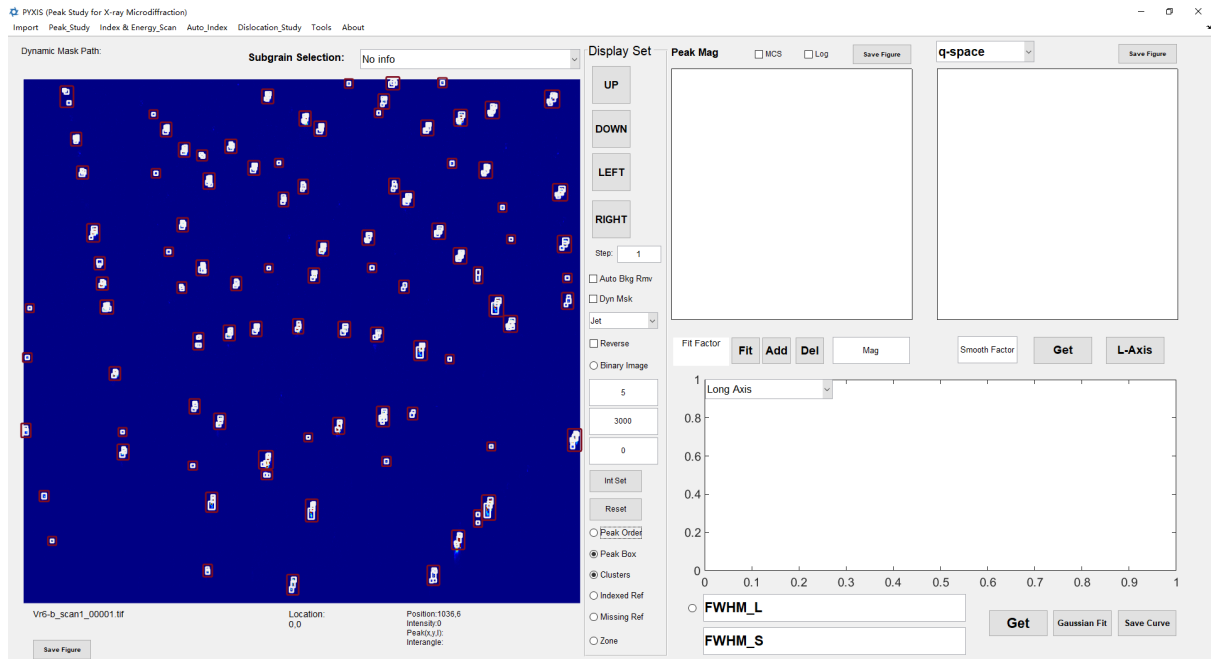 PYXIS (Peak Study for X-ray Microdiffraction)
Import Peak_Study Index & Energy_Scan Auto_Index Dislocation_Study Tools About
Dynamic Mask Path:
Subgrain Selection: No info
Display Set
UP
DOWN
LEFT
RIGHT
Step: 1
Auto Bkg Rmv
Dyn Msk
Jet
Reverse
Binary Image
5
3000
0
Int Set
Reset
Peak Order
Peak Box
Clusters
Indexed Ref
Missing Ref
Zone
Peak Mag MCS Log Save Figure
q-space Save Figure
Fit Factor Fit Add Del Mag Smooth Factor Get L-Axis
Long Axis
1
0.8
0.6
0.4
0.2
0
0 0.1 0.2 0.3 0.4 0.5 0.6 0.7 0.8 0.9 1
FWHM_L
FWHM_S
Get Gaussian Fit Save Curve
Vr6-b_scan1_00001.tif
Location:
0,0
Position:1036,6
Intensity:0
Peak(x,y,I):
Interangle:
Save Figure